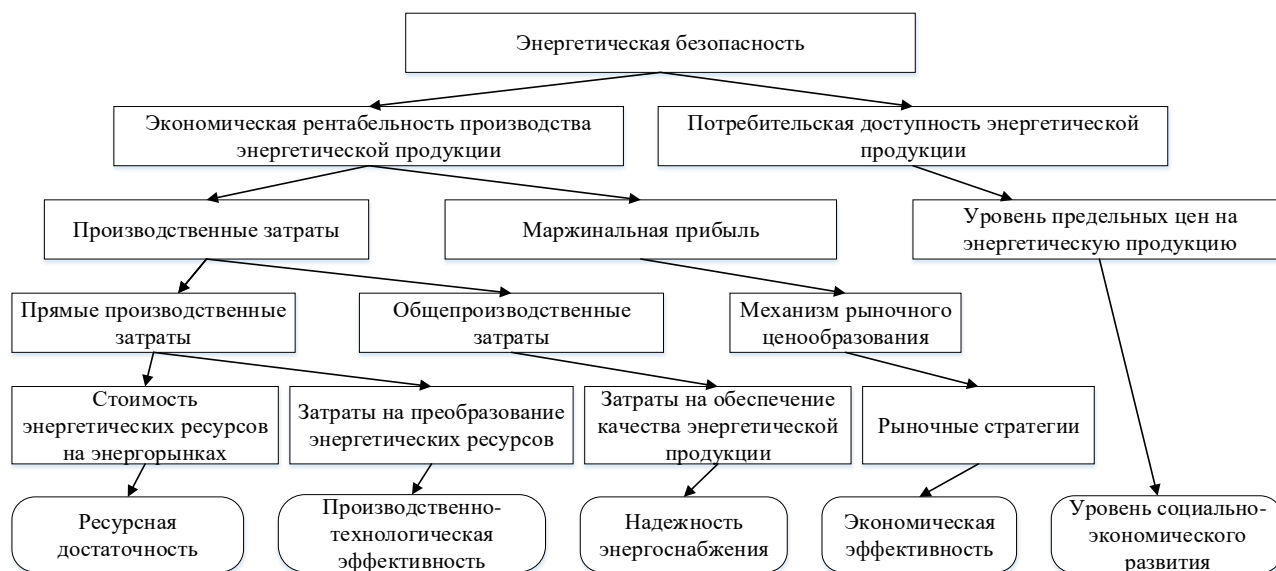 Энергетическая безопасность
Экономическая рентабельность производства
энергетической продукции
Потребительская доступность энергетической
продукции
Производственные затраты
Маржинальная прибыль
Уровень предельных цен на
энергетическую продукцию
Прямые производственные
затраты
Общепроизводственные
затраты
Механизм рыночного
ценообразования
Стоимость
энергетических ресурсов
на энергорынках
Затраты на преобразование
энергетических ресурсов
Затраты на обеспечение
качества энергетической
продукции
Рыночные стратегии
Ресурсная
достаточность
Производственно-
технологическая
эффективность
Надежность
энергоснабжения
Экономическая
эффективность
Уровень социально-
экономического
развития